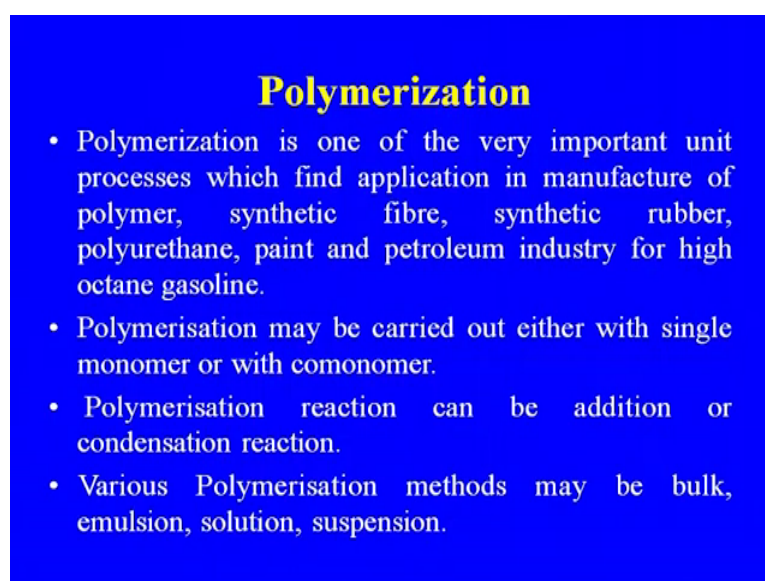 Polymerization
• Polymerization is one of the very important unit
processes which find application in manufacture of
polymer, synthetic fibre, synthetic rubber,
polyurethane, paint and petroleum industry for high
octane gasoline.
• Polymerisation may be carried out either with single
monomer or with comonomer.
• Polymerisation reaction can be addition or
condensation reaction.
• Various Polymerisation methods may be bulk,
emulsion, solution, suspension.